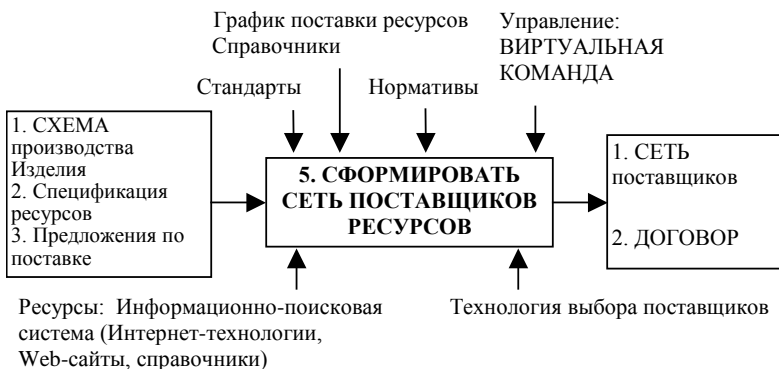 График поставки ресурсов
Справочники
Управление:
ВИРТУАЛЬНАЯ
КОМАНДА
Стандарты
Нормативы
1. СХЕМА
производства
Изделия
2. Спецификация
ресурсов
3. Предложения по
поставке
5. СФОРМИРОВАТЬ
СЕТЬ ПОСТАВЩИКОВ
РЕСУРСОВ
1. СЕТЬ
поставщиков
2. ДОГОВОР
Ресурсы: Информационно-поисковая
система (Интернет-технологии,
Web-сайты, справочники)
Технология выбора поставщиков